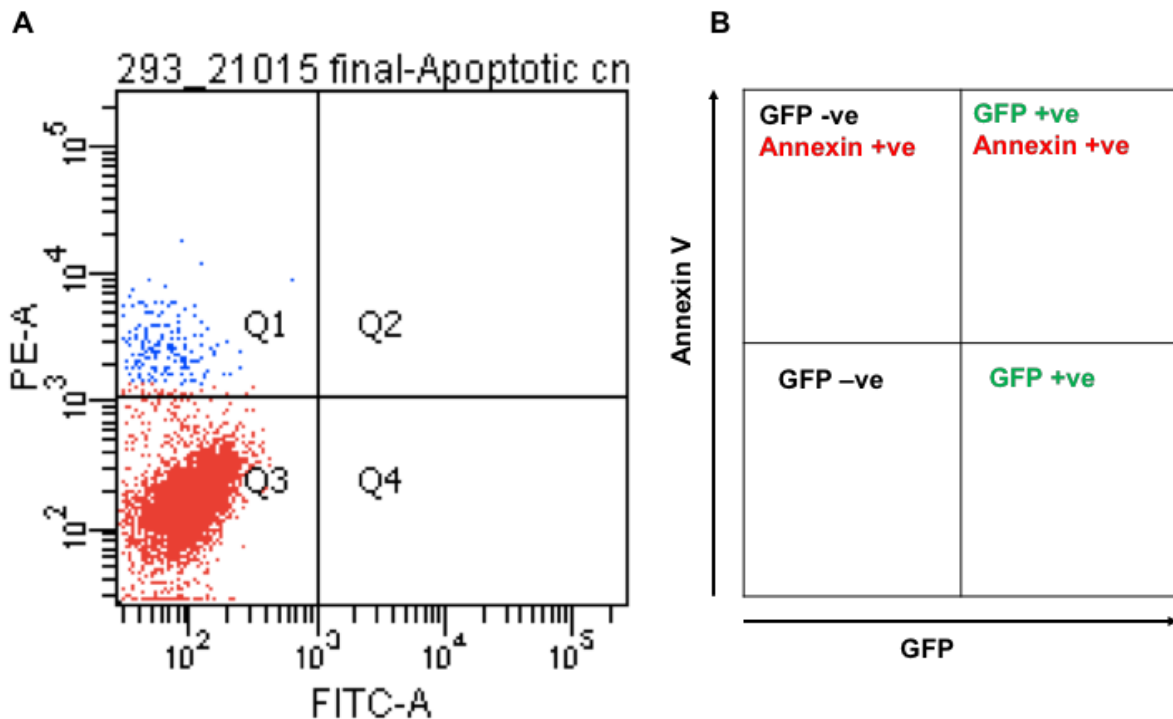 A
293_21015 final-Apoptotic cn
PE-A
10^5
10^4
10^3
10^2
Q1
Q2
Q3
Q4
10^2
10^3
10^4
10^5
FITC-A
B
Annexin V
GFP -ve
Annexin +ve
GFP +ve
Annexin +ve
GFP –ve
GFP +ve
GFP